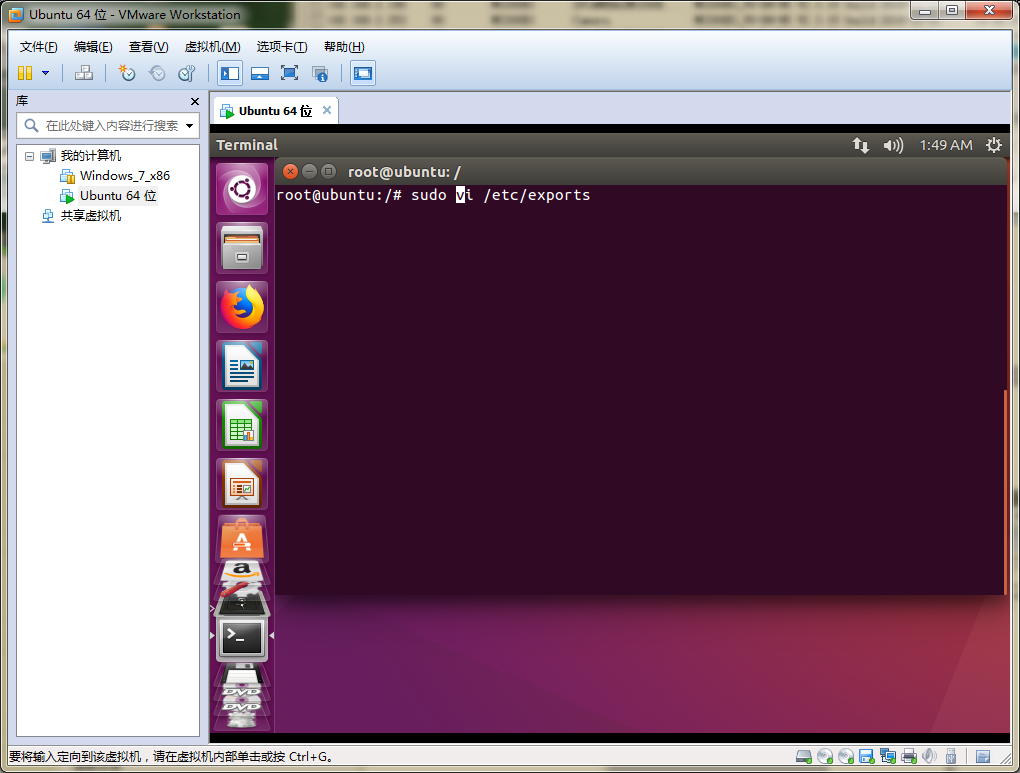 Ubuntu 64 位 - VMware Workstation
文件(F) 编辑(E) 查看(V) 虚拟机(M) 选项卡(T) 帮助(H)
库
在此处键入内容进行搜索
我的计算机
Windows_7_x86
Ubuntu 64 位
共享虚拟机
Ubuntu 64 位
Terminal 1:49 AM
root@ubuntu: /
root@ubuntu:/# sudo vi /etc/exports
A
a
>_
DVD
DVD
要将输入定向到该虚拟机，请在虚拟机内部单击或按 Ctrl+G。